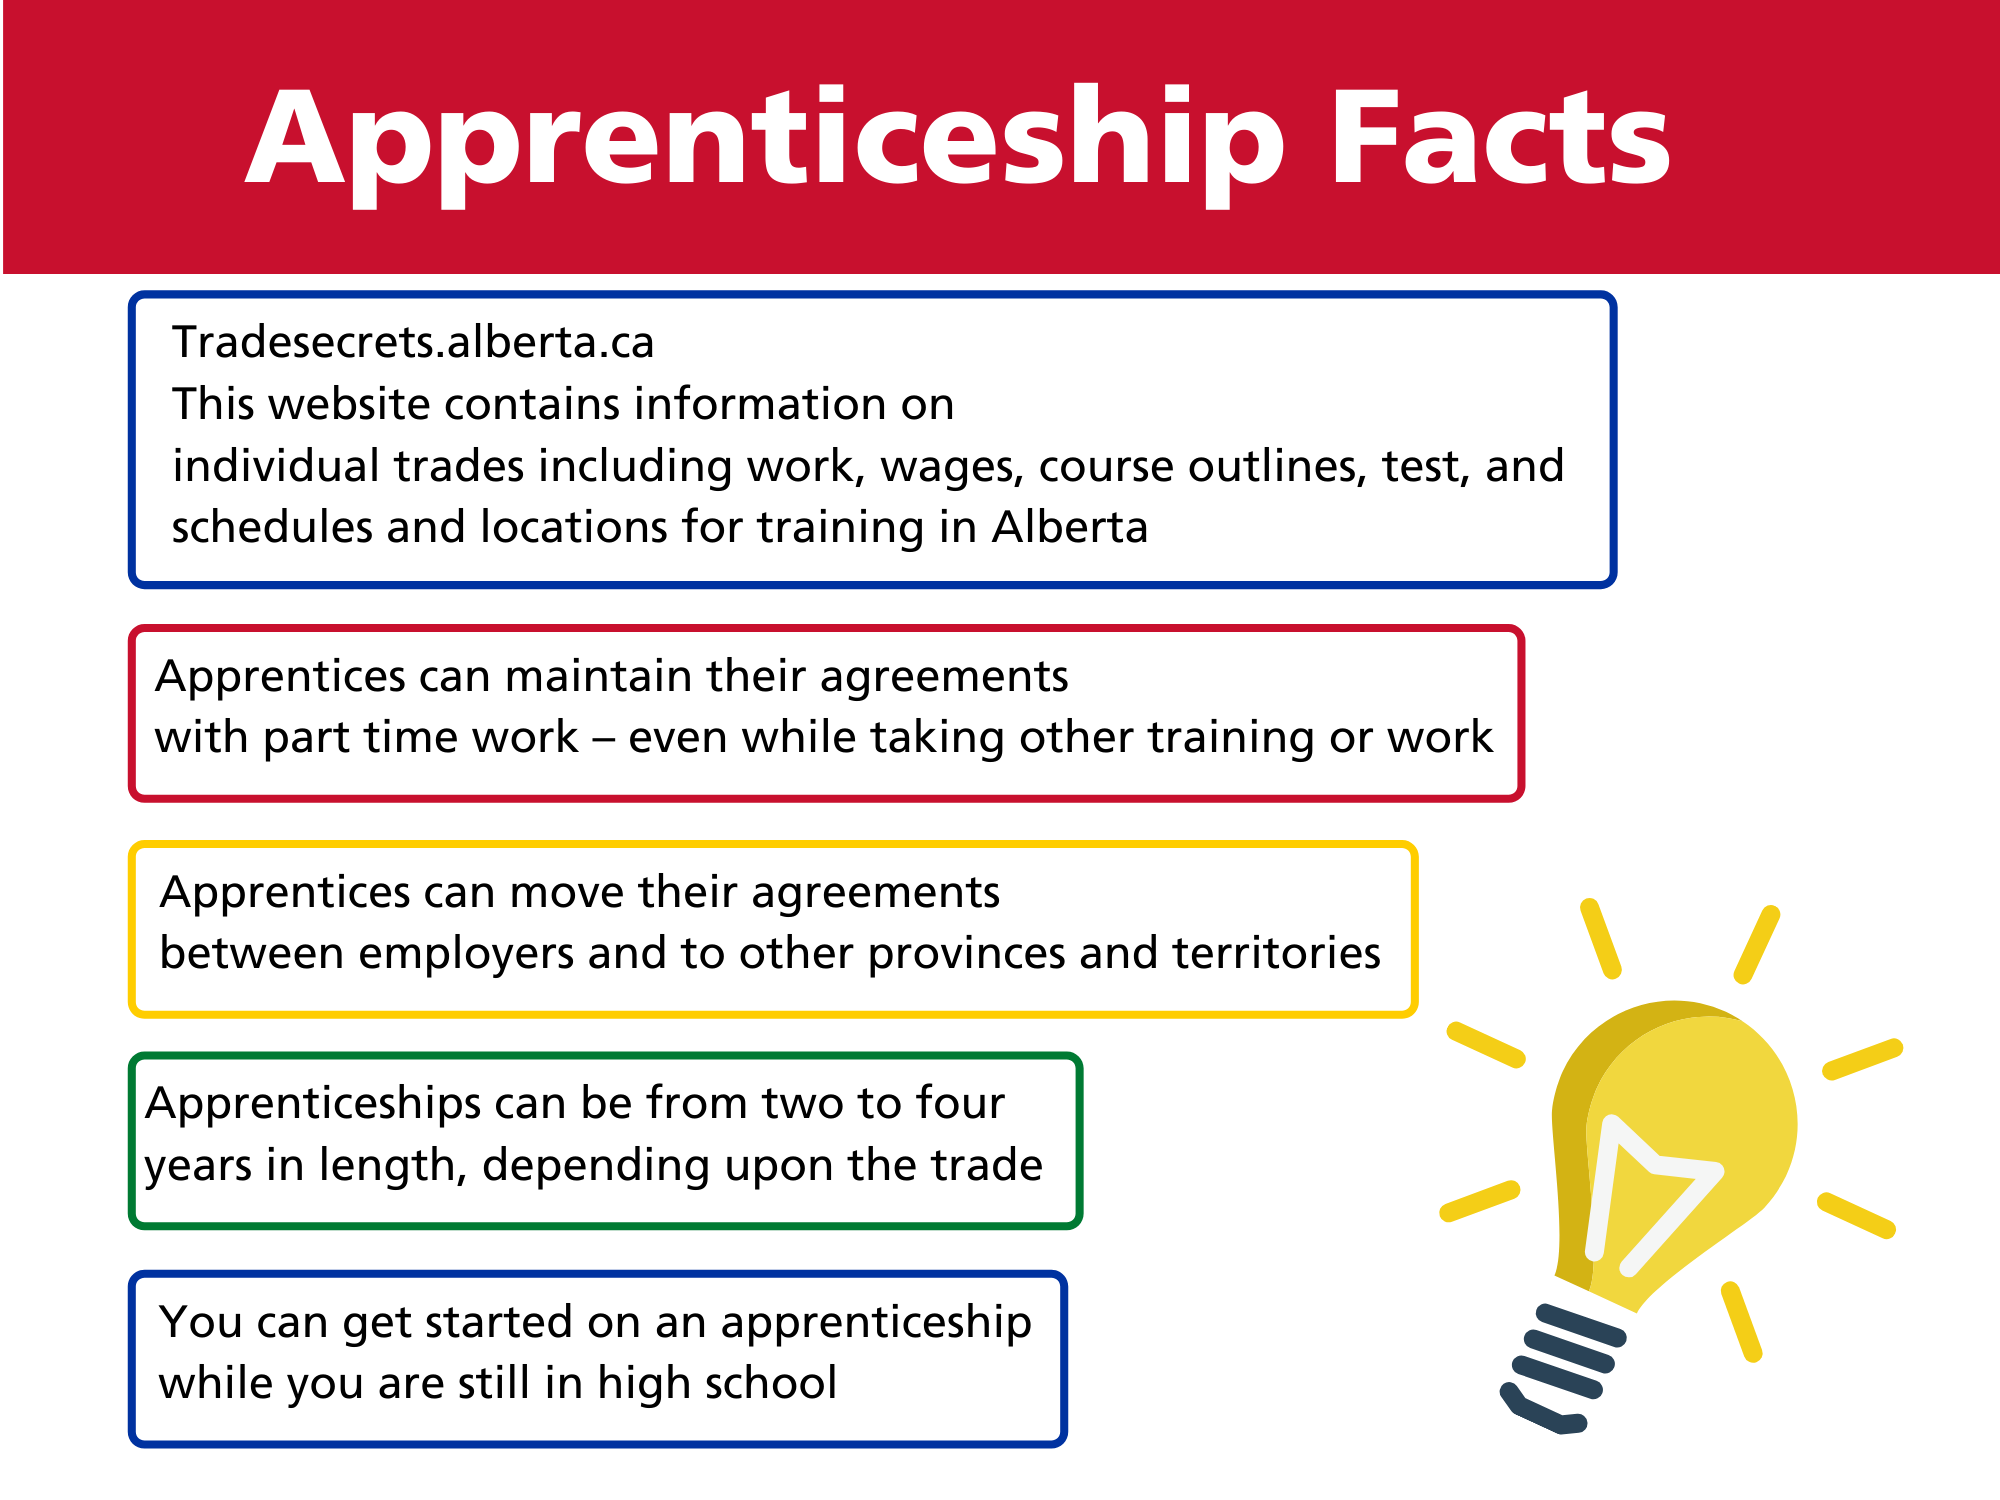 Apprenticeship Facts
Tradesecrets.alberta.ca
This website contains information on
individual trades including work, wages, course outlines, test, and
schedules and locations for training in Alberta
Apprentices can maintain their agreements
with part time work – even while taking other training or work
Apprentices can move their agreements
between employers and to other provinces and territories
Apprenticeships can be from two to four
years in length, depending upon the trade
You can get started on an apprenticeship
while you are still in high school